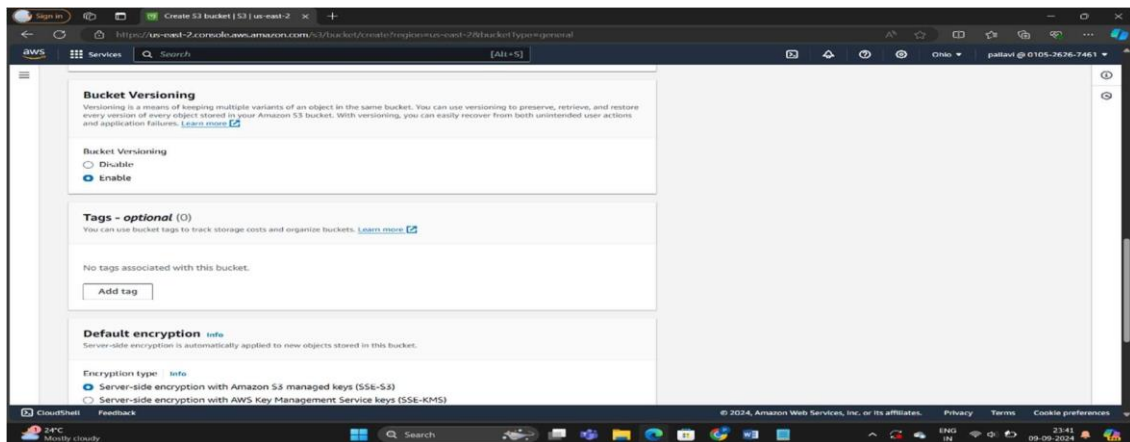 Sign in
Create S3 bucket | S3 | us-east-2
https://us-east-2.console.aws.amazon.com/s3/bucket/create?region=us-east-2&bucketType=general
aws Services Search [Alt+S] Ohio pallavi @ 0105-2626-7461
Bucket Versioning
Versioning is a means of keeping multiple variants of an object in the same bucket. You can use versioning to preserve, retrieve, and restore
every version of every object stored in your Amazon S3 bucket. With versioning, you can easily recover from both unintended user actions
and application failures. Learn more
Bucket Versioning
Disable
Enable
Tags - optional (0)
You can use bucket tags to track storage costs and organize buckets. Learn more
No tags associated with this bucket.
Add tag
Default encryption Info
Server-side encryption is automatically applied to new objects stored in this bucket.
Encryption type Info
Server-side encryption with Amazon S3 managed keys (SSE-S3)
Server-side encryption with AWS Key Management Service keys (SSE-KMS)
CloudShell Feedback © 2024, Amazon Web Services, Inc. or its affiliates. Privacy Terms Cookie preferences
24°C
Mostly cloudy
Search
ENG
IN
23:41
09-09-2024